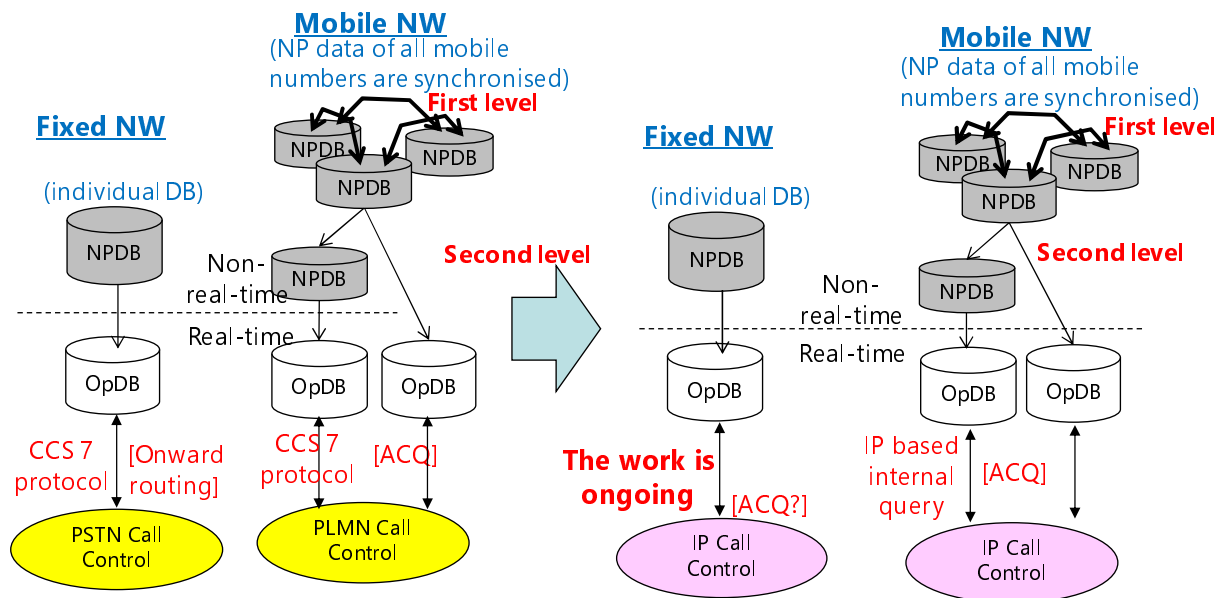 Mobile NW
(NP data of all mobile
numbers are synchronised)
First level
Fixed NW
NPDB
NPDB
NPDB
(individual DB)
NPDB
Second level
NPDB
Non-
real-time
Real-time
OpDB
OpDB
OpDB
CCS 7
protocol
[Onward
routing]
CCS 7
protocol
[ACQ]
PSTN Call
Control
PLMN Call
Control
Mobile NW
(NP data of all mobile
numbers are synchronised)
First level
Fixed NW
NPDB
NPDB
NPDB
(individual DB)
NPDB
Second level
NPDB
Non-
real-time
Real-time
OpDB
OpDB
OpDB
The work is
ongoing
[ACQ?]
IP based
internal
query
[ACQ]
IP Call
Control
IP Call
Control